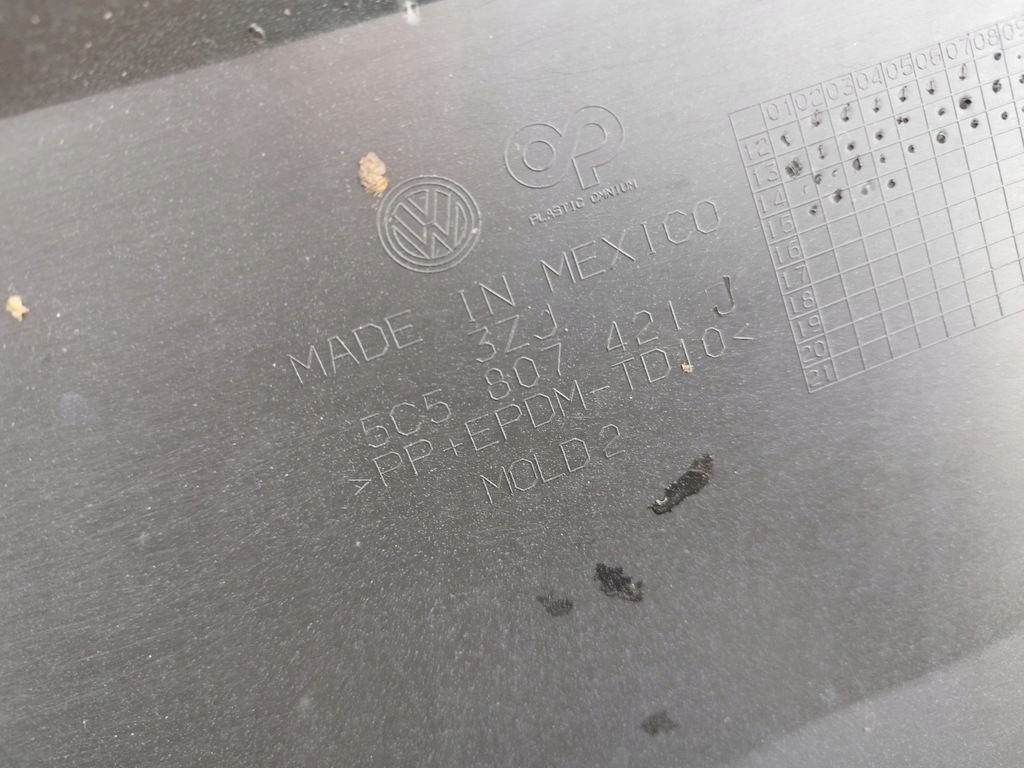 OP
PLASTIC OMNIUM
MADE IN MEXICO
3ZJ
5C5 807 421 J
>PP+EPDM-TD10<
MOLD 2
01 02 03 04 05 06 07 08 09
12
13
14
15
16
17
18
19
20
21